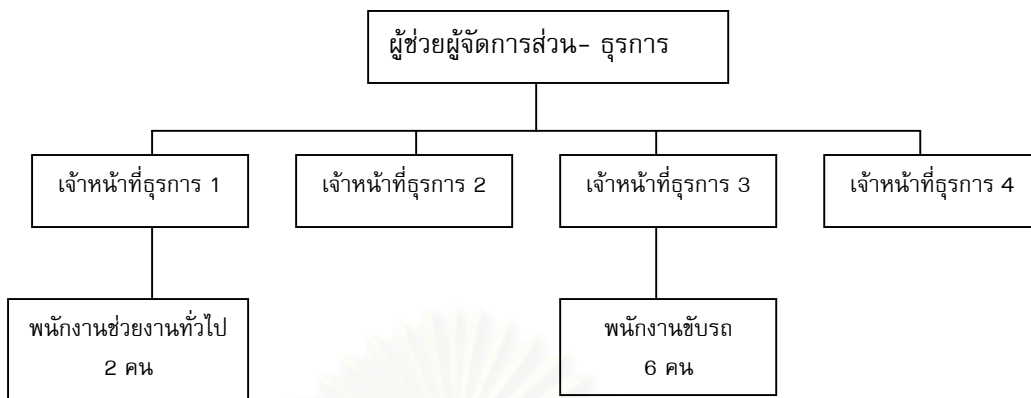 ผู้ช่วยผู้จัดการส่วน- ธุรการ
เจ้าหน้าที่ธุรการ 1
เจ้าหน้าที่ธุรการ 2
เจ้าหน้าที่ธุรการ 3
เจ้าหน้าที่ธุรการ 4
พนักงานช่วยงานทั่วไป
2 คน
พนักงานขับรถ
6 คน